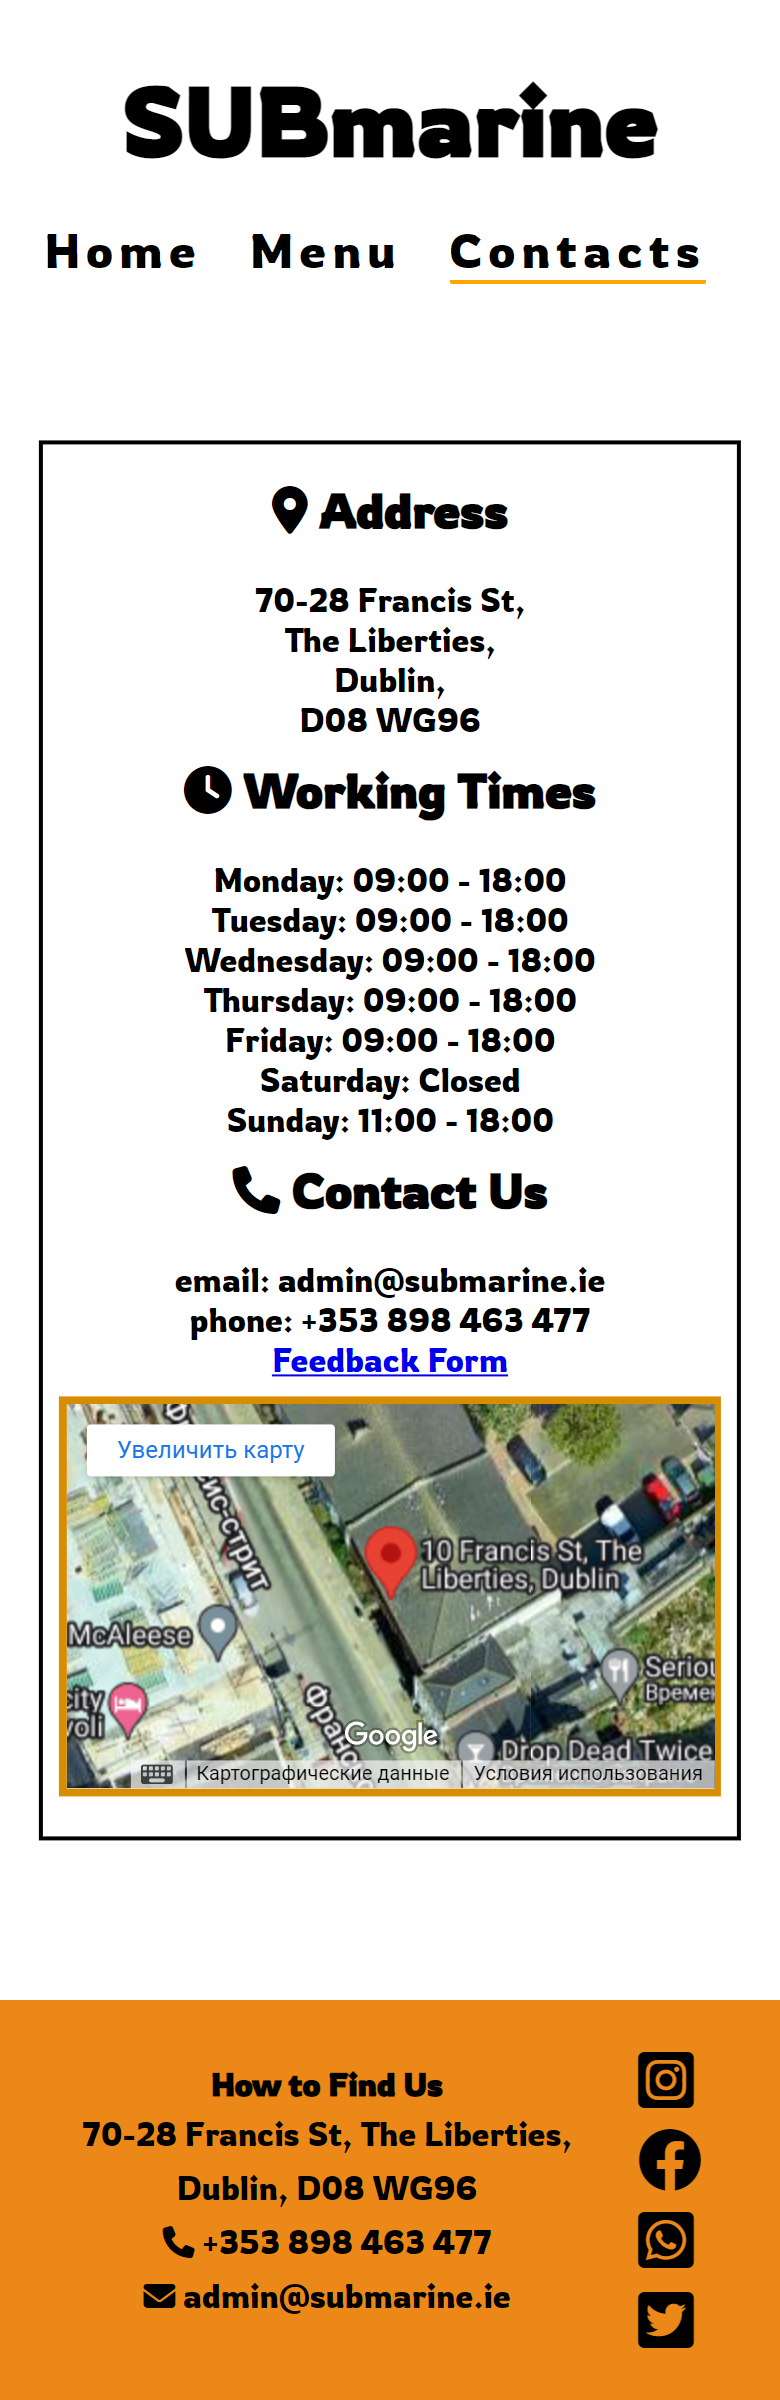 SUBmarine
Home Menu Contacts
Address
70-28 Francis St,
The Liberties,
Dublin,
D08 WG96
Working Times
Monday: 09:00 - 18:00
Tuesday: 09:00 - 18:00
Wednesday: 09:00 - 18:00
Thursday: 09:00 - 18:00
Friday: 09:00 - 18:00
Saturday: Closed
Sunday: 11:00 - 18:00
Contact Us
email: admin@submarine.ie
phone: +353 898 463 477
Feedback Form
Увеличить карту
10 Francis St, The
Liberties, Dublin
McAleese
Google
Drop Dead Twice
Картографические данные
Условия использования
How to Find Us
70-28 Francis St, The Liberties,
Dublin, D08 WG96
+353 898 463 477
admin@submarine.ie